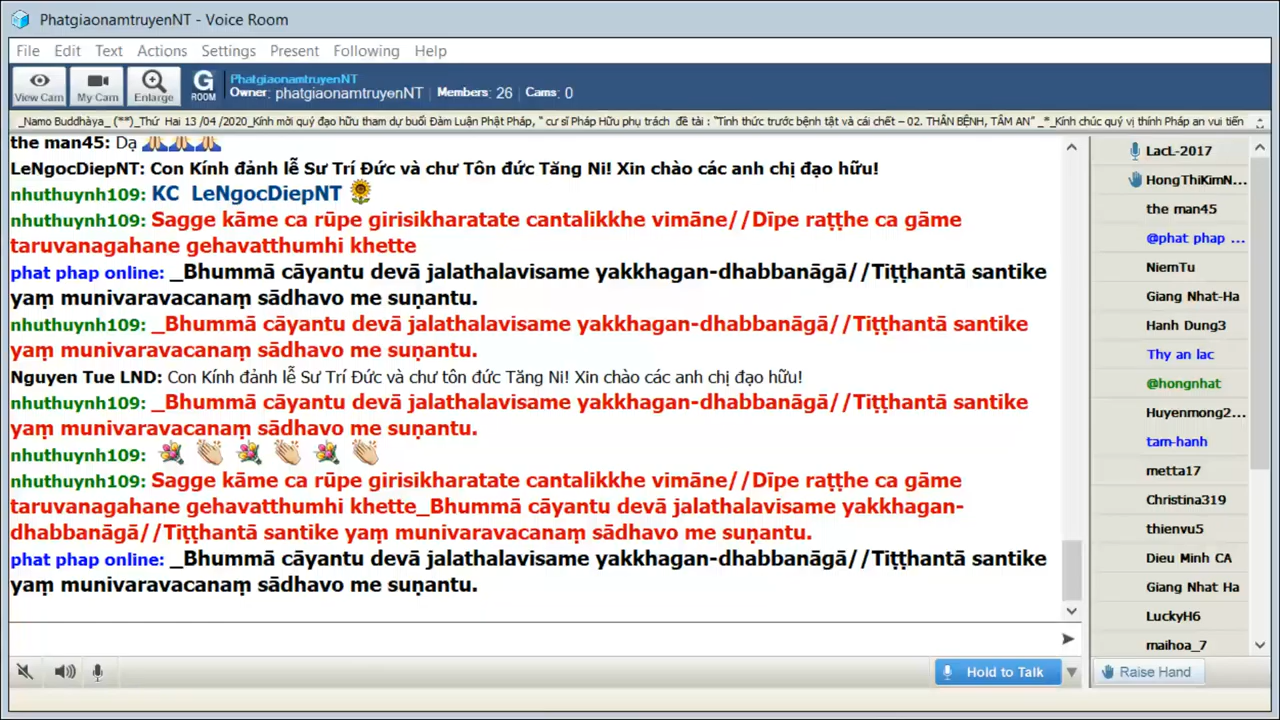 PhatgiaonamtruyenNT - Voice Room
File Edit Text Actions Settings Present Following Help
View Cam My Cam Enlarge G ROOM
PhatgiaonamtruyenNT
Owner: phatgiaonamtruyenNT Members: 26 Cams: 0
_Namo Buddhàya_ (**)_Thứ Hai 13 /04 /2020_Kính mời quý đạo hữu tham dự buổi Đàm Luận Phật Pháp, " cư sĩ Pháp Hữu phụ trách đề tài : "Tỉnh thức trước bệnh tật và cái chết – 02. THÂN BỆNH, TÂM AN" _*_Kính chúc quý vị thính Pháp an vui tiến
the man45: Dạ 🙏🙏🙏
LeNgocDiepNT: Con Kính đảnh lễ Sư Trí Đức và chư Tôn đức Tăng Ni! Xin chào các anh chị đạo hữu!
nhuthuynh109: KC LeNgocDiepNT 🌻
nhuthuynh109: Sagge kāme ca rūpe girisikharatate cantalikkhe vimāne//Dīpe raṭṭhe ca gāme
taruvanagahane gehavatthumhi khette
phat phap online: _Bhummā cāyantu devā jalathalavisame yakkhagan-dhabbanāgā//Tiṭṭhantā santike
yaṃ munivaravacanaṃ sādhavo me suṇantu.
nhuthuynh109: _Bhummā cāyantu devā jalathalavisame yakkhagan-dhabbanāgā//Tiṭṭhantā santike
yaṃ munivaravacanaṃ sādhavo me suṇantu.
Nguyen Tue LND: Con Kính đảnh lễ Sư Trí Đức và chư tôn đức Tăng Ni! Xin chào các anh chị đạo hữu!
nhuthuynh109: _Bhummā cāyantu devā jalathalavisame yakkhagan-dhabbanāgā//Tiṭṭhantā santike
yaṃ munivaravacanaṃ sādhavo me suṇantu.
nhuthuynh109: 💐 👏 💐 👏 💐 👏
nhuthuynh109: Sagge kāme ca rūpe girisikharatate cantalikkhe vimāne//Dīpe raṭṭhe ca gāme
taruvanagahane gehavatthumhi khette_Bhummā cāyantu devā jalathalavisame yakkhagan-
dhabbanāgā//Tiṭṭhantā santike yaṃ munivaravacanaṃ sādhavo me suṇantu.
phat phap online: _Bhummā cāyantu devā jalathalavisame yakkhagan-dhabbanāgā//Tiṭṭhantā santike
yaṃ munivaravacanaṃ sādhavo me suṇantu.
Hold to Talk
LacL-2017
HongThiKimN...
the man45
@phat phap ...
NiemTu
Giang Nhat-Ha
Hanh Dung3
Thy an lac
@hongnhat
Huyenmong2...
tam-hanh
metta17
Christina319
thienvu5
Dieu Minh CA
Giang Nhat Ha
LuckyH6
maihoa_7
Raise Hand